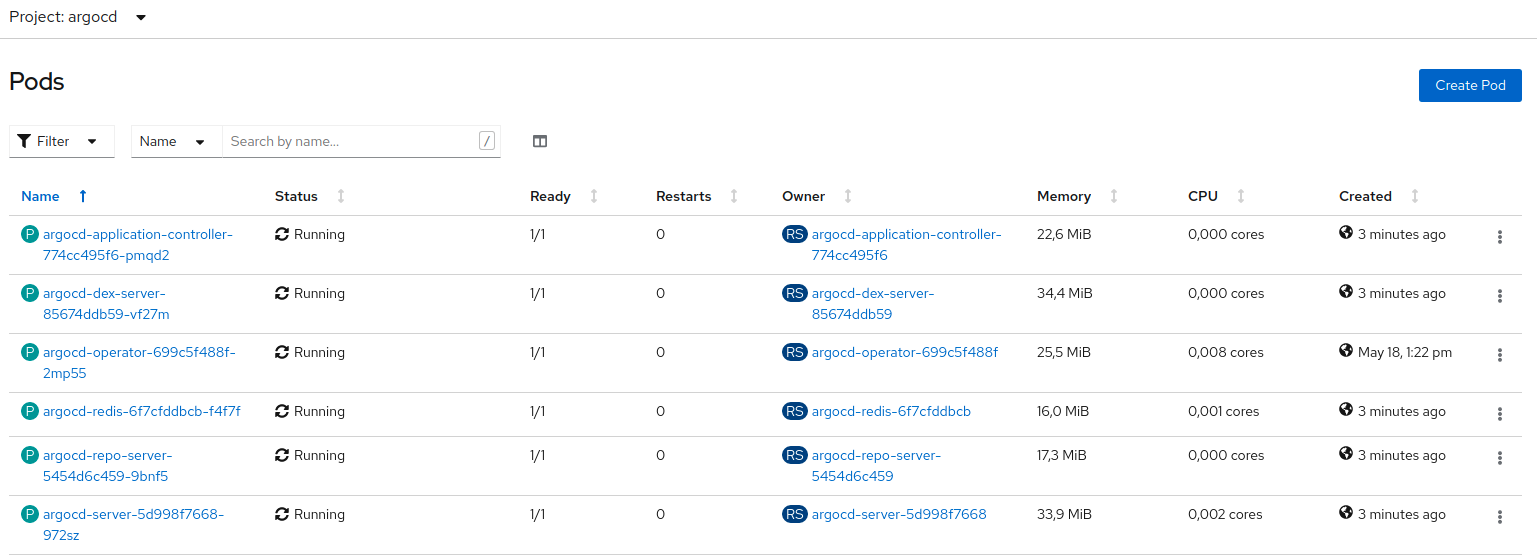 Project: argocd
Pods
Create Pod
Filter Name Search by name... /
Name Status Ready Restarts Owner Memory CPU Created
P argocd-application-controller- Running 1/1 0 RS argocd-application-controller- 22,6 MiB 0,000 cores 3 minutes ago
774cc495f6-pmqd2 774cc495f6
P argocd-dex-server- Running 1/1 0 RS argocd-dex-server- 34,4 MiB 0,000 cores 3 minutes ago
85674ddb59-vf27m 85674ddb59
P argocd-operator-699c5f488f- Running 1/1 0 RS argocd-operator-699c5f488f 25,5 MiB 0,008 cores May 18, 1:22 pm
2mp55
P argocd-redis-6f7cfddbcb-f4f7f Running 1/1 0 RS argocd-redis-6f7cfddbcb 16,0 MiB 0,001 cores 3 minutes ago
P argocd-repo-server- Running 1/1 0 RS argocd-repo-server- 17,3 MiB 0,000 cores 3 minutes ago
5454d6c459-9bnf5 5454d6c459
P argocd-server-5d998f7668- Running 1/1 0 RS argocd-server-5d998f7668 33,9 MiB 0,002 cores 3 minutes ago
972sz